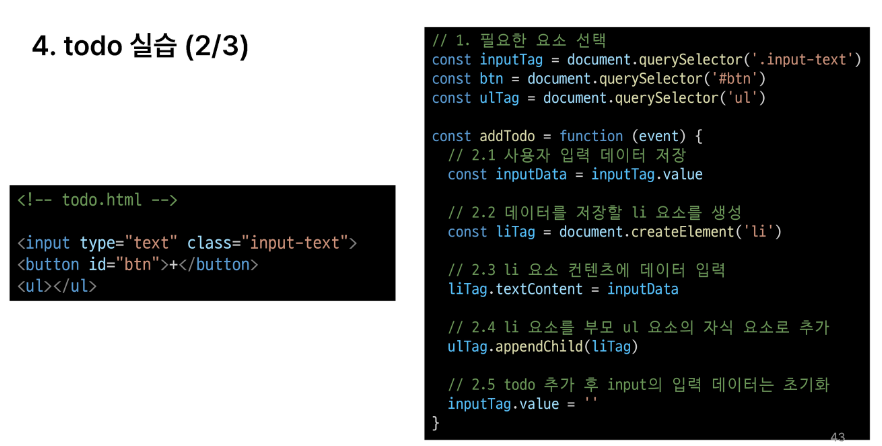 4. todo 실습 (2/3)
<!-- todo.html -->
<input type="text" class="input-text">
<button id="btn">+</button>
<ul></ul>
// 1. 필요한 요소 선택
const inputTag = document.querySelector('.input-text')
const btn = document.querySelector('#btn')
const ulTag = document.querySelector('ul')
const addTodo = function (event) {
// 2.1 사용자 입력 데이터 저장
const inputData = inputTag.value
// 2.2 데이터를 저장할 li 요소를 생성
const liTag = document.createElement('li')
// 2.3 li 요소 컨텐츠에 데이터 입력
liTag.textContent = inputData
// 2.4 li 요소를 부모 ul 요소의 자식 요소로 추가
ulTag.appendChild(liTag)
// 2.5 todo 추가 후 input의 입력 데이터는 초기화
inputTag.value = ''
}
43